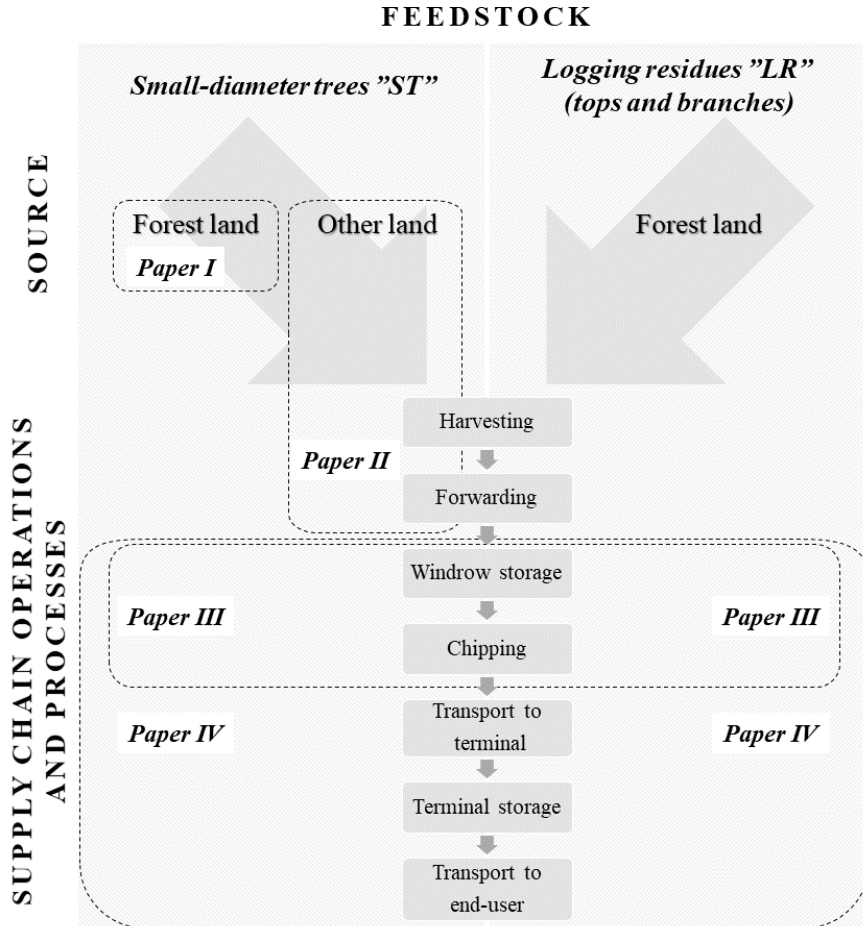 FEEDSTOCK
Small-diameter trees ”ST”
Logging residues ”LR”
(tops and branches)
SOURCE
Forest land
Other land
Forest land
Paper I
Harvesting
Paper II
Forwarding
SUPPLY CHAIN OPERATIONS
AND PROCESSES
Windrow storage
Paper III
Paper III
Chipping
Paper IV
Transport to
terminal
Paper IV
Terminal storage
Transport to
end-user